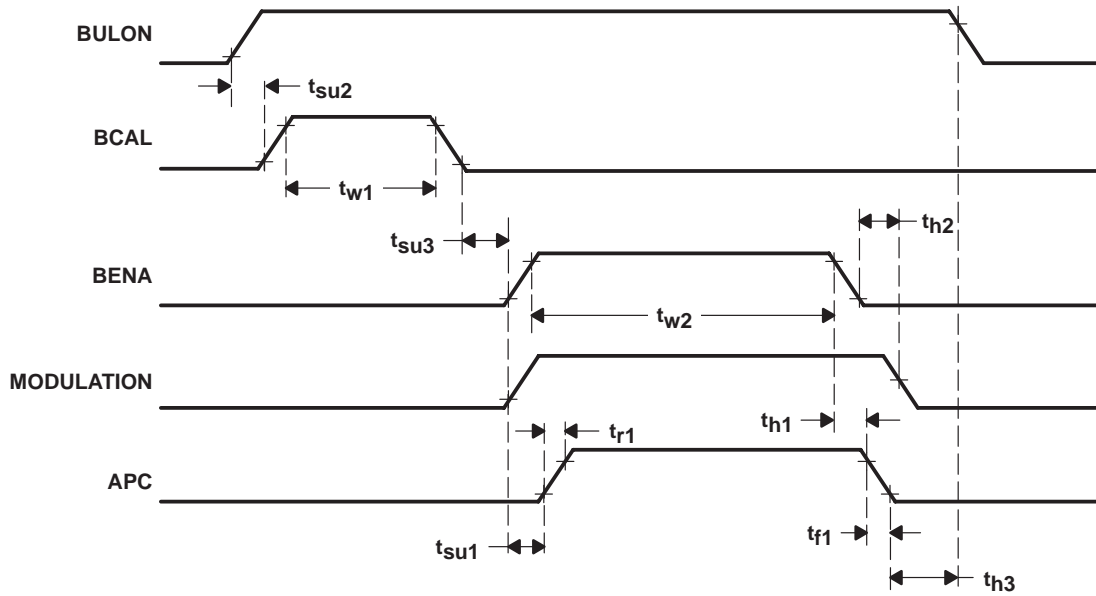 BULON
tsu2
BCAL
tw1
tsu3
th2
BENA
tw2
MODULATION
th1
tr1
APC
tf1
tsu1
th3